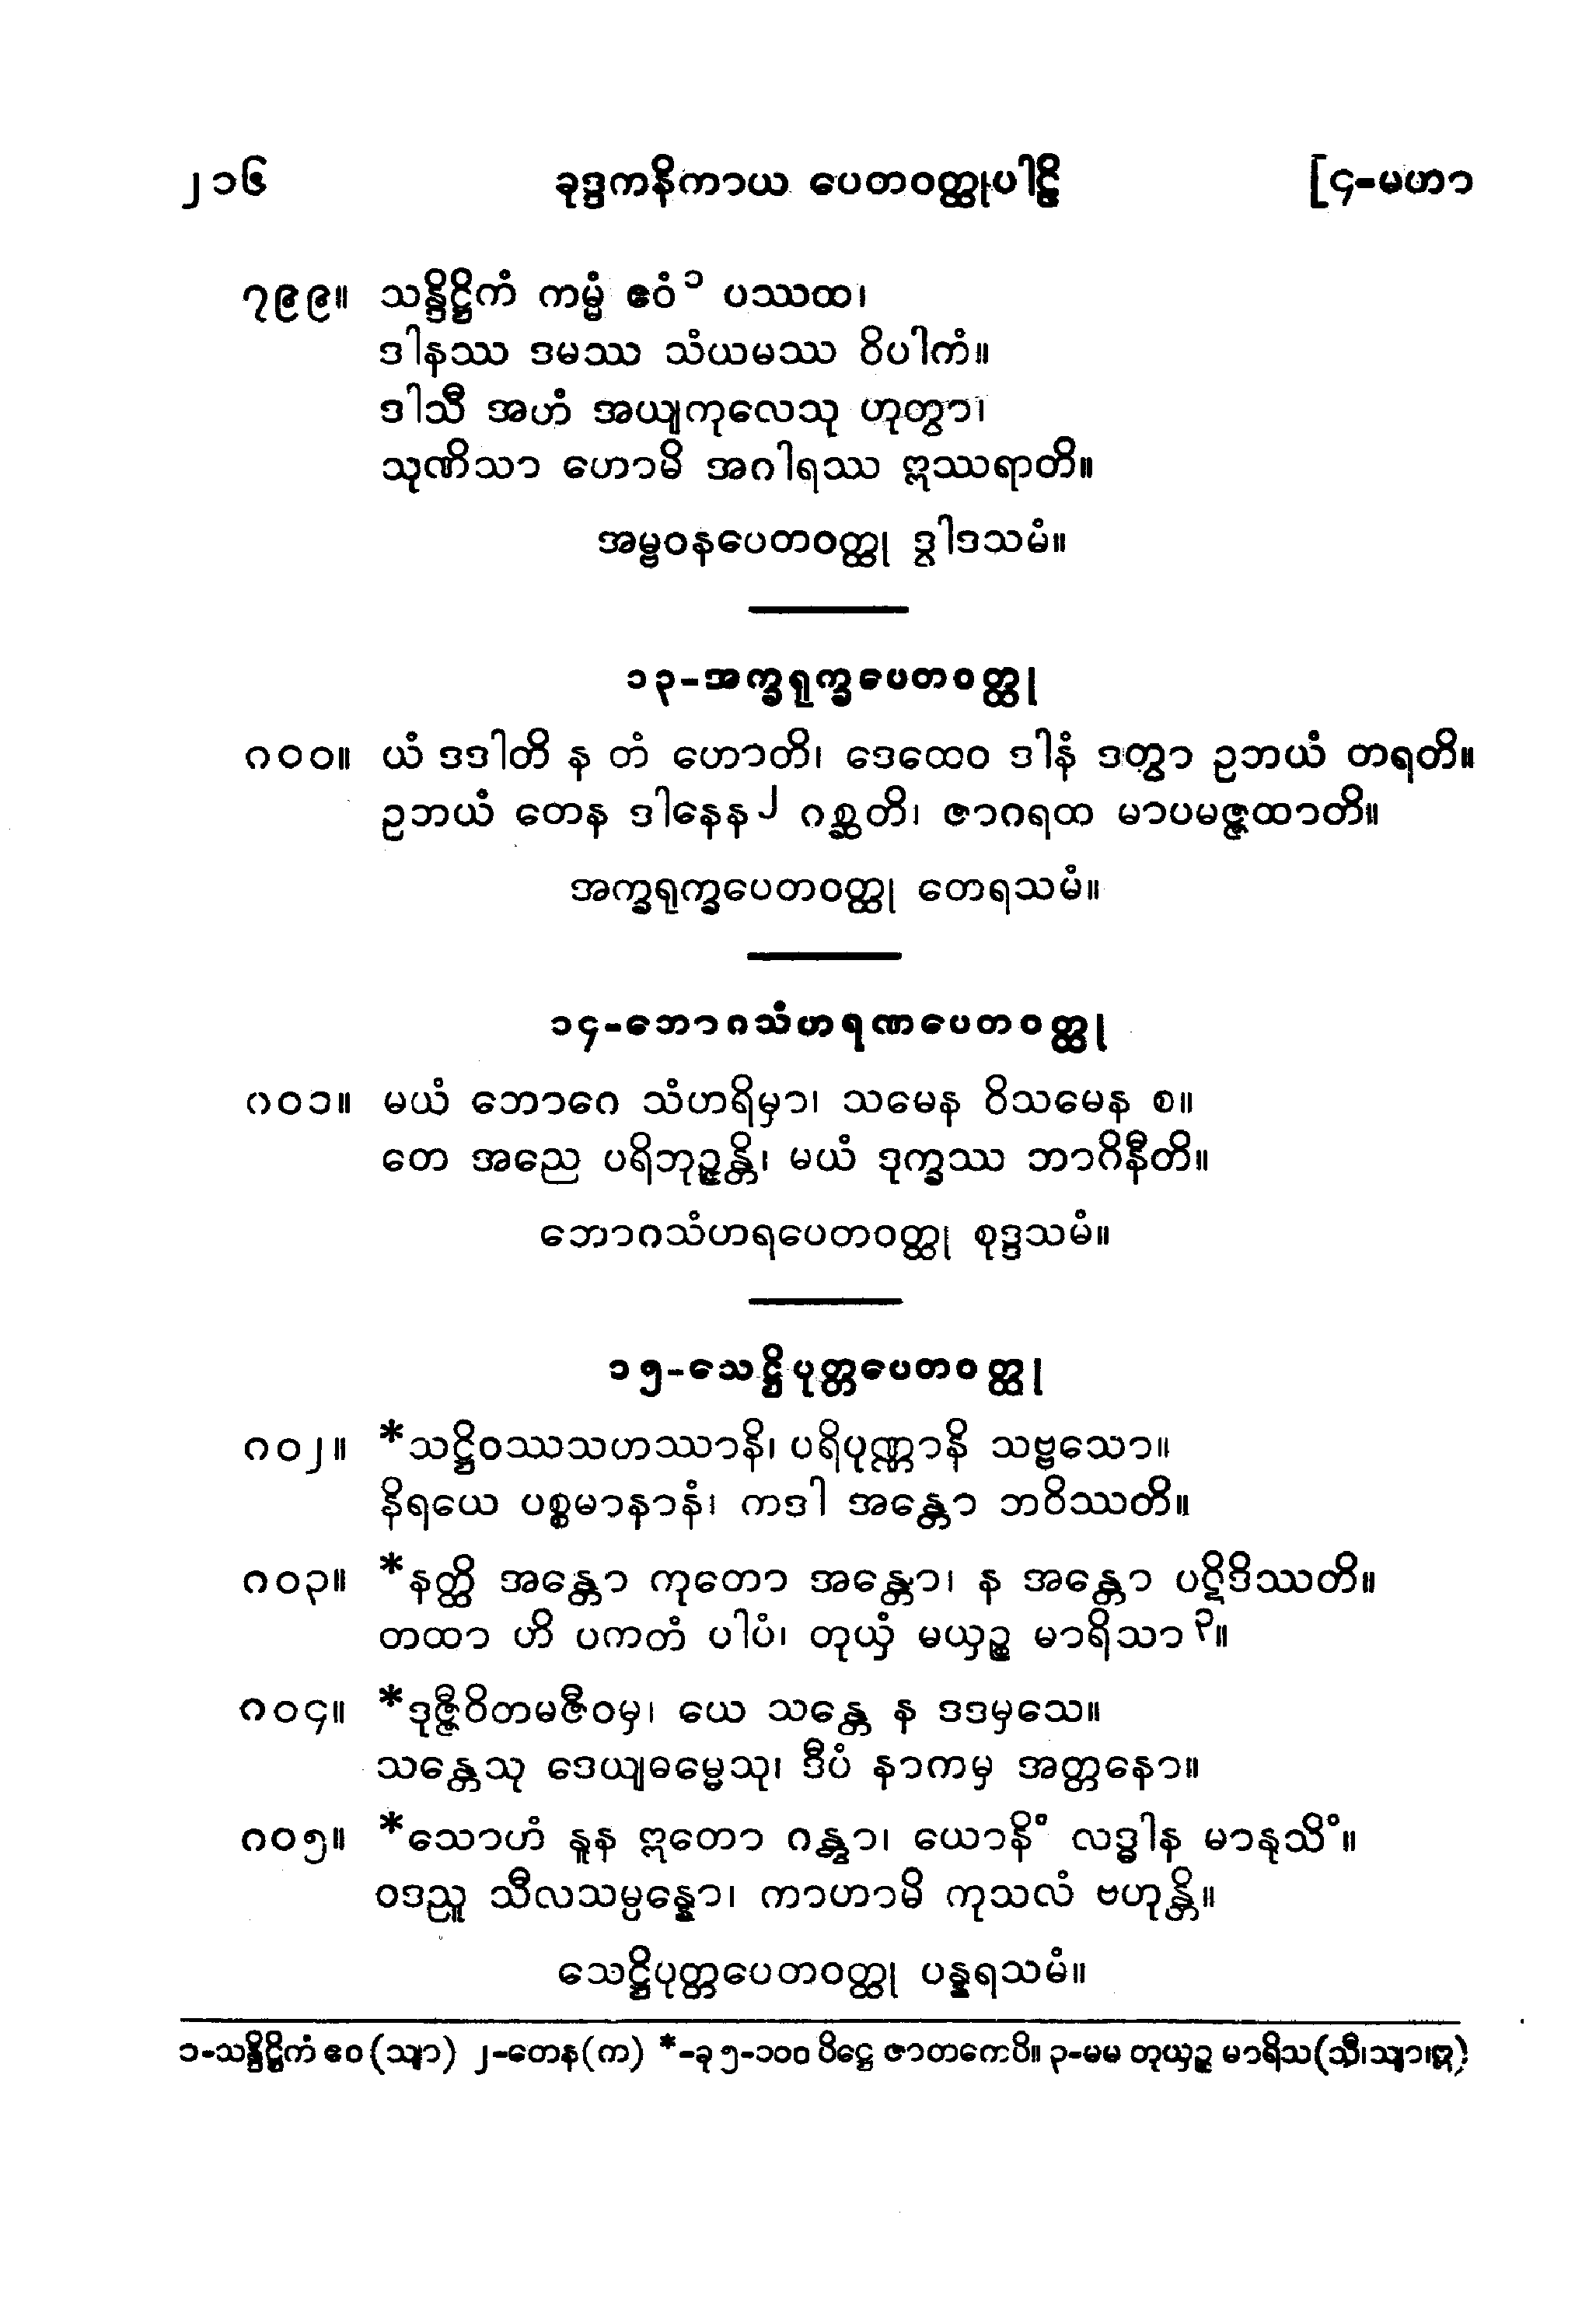 ၂၁၆ ခုဒ္ဒကနိကာယ ပေတဝတ္ထုပါဠိ [၄-မဟာ
၇၉၉။ သန္ဒိဋ္ဌိကံ ကမ္မံ ဧဝံ၁ ပဿထ၊
ဒါနဿ ဒမဿ သံယမဿ ဝိပါကံ။
ဒါသီ အဟံ အယျကုလေသု ဟုတွာ၊
သုဏိသာ ဟောမိ အဂါရဿ ဣဿရာတိ။
အမ္ဗဝနပေတဝတ္ထု ဒွါဒသမံ။
၁၃-အက္ခရုက္ခပေတဝတ္ထု
၈၀၀။ ယံ ဒဒါတိ န တံ ဟောတိ၊ ဒေထေဝ ဒါနံ ဒတွာ ဥဘယံ တရတိ။
ဥဘယံ တေန ဒါနေန၂ ဂစ္ဆတိ၊ ဇာဂရထ မာပမဇ္ဇထာတိ။
အက္ခရုက္ခပေတဝတ္ထု တေရသမံ။
၁၄-ဘောဂသံဟရဏပေတဝတ္ထု
၈၀၁။ မယံ ဘောဂေ သံဟရိမှာ၊ သမေန ဝိသမေန စ။
တေ အညေ ပရိဘုဉ္ဇန္တိ၊ မယံ ဒုက္ခဿ ဘာဂိနီတိ။
ဘောဂသံဟရပေတဝတ္ထု စုဒ္ဒသမံ။
၁၅-သေဋ္ဌိပုတ္တပေတဝတ္ထု
၈၀၂။ *သဋ္ဌိဝဿသဟဿာနိ၊ ပရိပုဏ္ဏာနိ သဗ္ဗသော။
နိရယေ ပစ္စမာနာနံ၊ ကဒါ အန္တော ဘဝိဿတိ။
၈၀၃။ *နတ္ထိ အန္တော ကုတော အန္တော၊ န အန္တော ပဋိဒိဿတိ။
တထာ ဟိ ပကတံ ပါပံ၊ တုယှံ မယှဉ္စ မာရိသာ၃။
၈၀၄။ *ဒုဇ္ဇီဝိတမဇီဝမှ၊ ယေ သန္တေ န ဒဒမှသေ။
သန္တေသု ဒေယျဓမ္မေသု၊ ဒီပံ နာကမှ အတ္တနော။
၈၀၅။ *သောဟံ နူန ဣတော ဂန္တွာ၊ ယောနိံ လဒ္ဓါန မာနုသိံ။
ဝဒညူ သီလသမ္ပန္နော၊ ကာဟာမိ ကုသလံ ဗဟုန္တိ။
သေဋ္ဌိပုတ္တပေတဝတ္ထု ပန္နရသမံ။
၁-သန္ဒိဋ္ဌိကံ ဧဝ (သျာ) ၂-တေန(က) *-ခု ၅-၁၀၀ ပိဋ္ဌေ ဇာတကေပိ။ ၃-မမ တုယှဉ္စ မာရိသ(သီ၊သျာ၊ဣ)